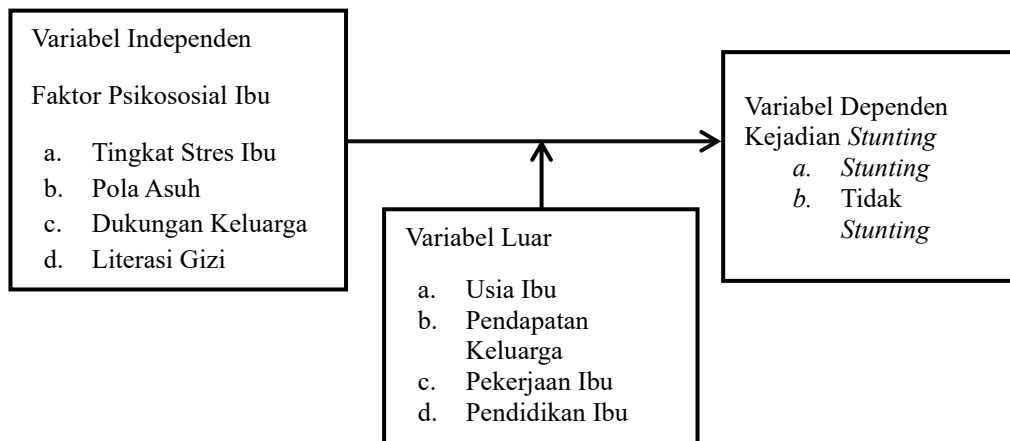 Variabel Independen
Faktor Psikososial Ibu
a. Tingkat Stres Ibu
b. Pola Asuh
c. Dukungan Keluarga
d. Literasi Gizi
Variabel Luar
a. Usia Ibu
b. Pendapatan
Keluarga
c. Pekerjaan Ibu
d. Pendidikan Ibu
Variabel Dependen
Kejadian Stunting
a. Stunting
b. Tidak
Stunting